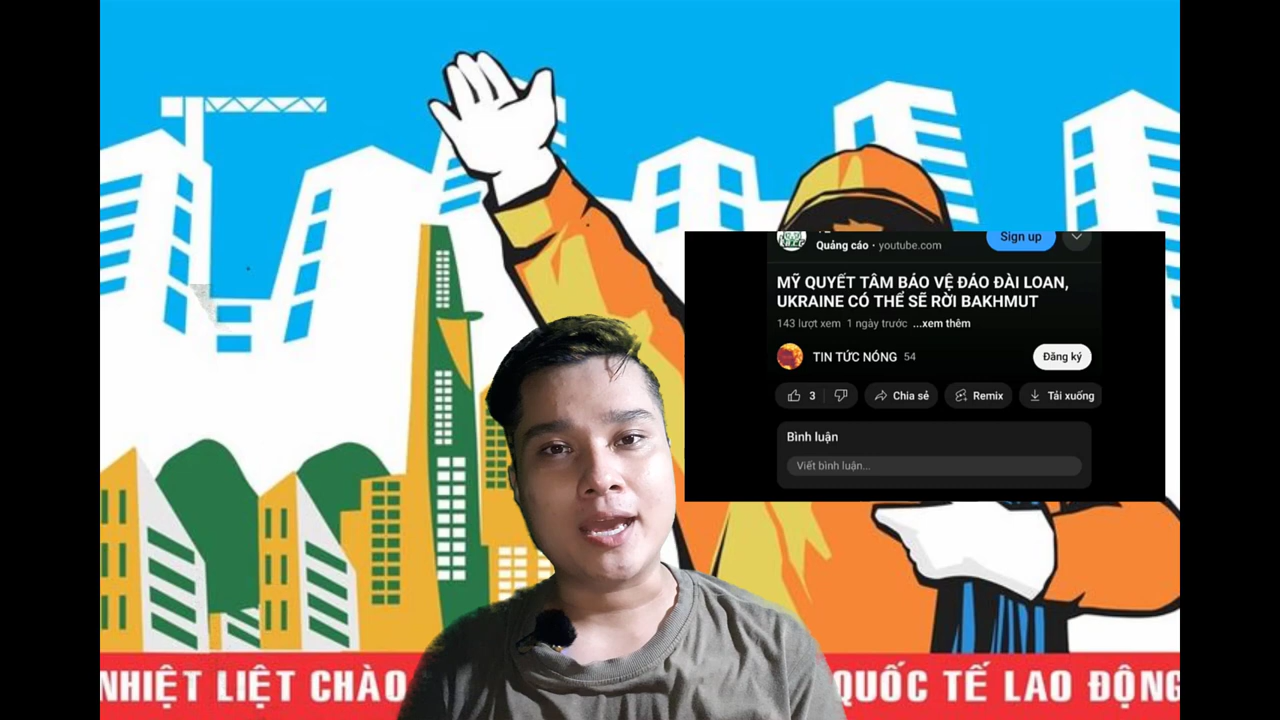 Quảng cáo · youtube.com
Sign up
MỸ QUYẾT TÂM BẢO VỆ ĐẢO ĐÀI LOAN,
UKRAINE CÓ THỂ SẼ RỜI BAKHMUT
143 lượt xem 1 ngày trước ...xem thêm
TIN TỨC NÓNG 54
Đăng ký
3
Chia sẻ
Remix
Tải xuống
Bình luận
Viết bình luận...
NHIỆT LIỆT CHÀO
QUỐC TẾ LAO ĐỘNG